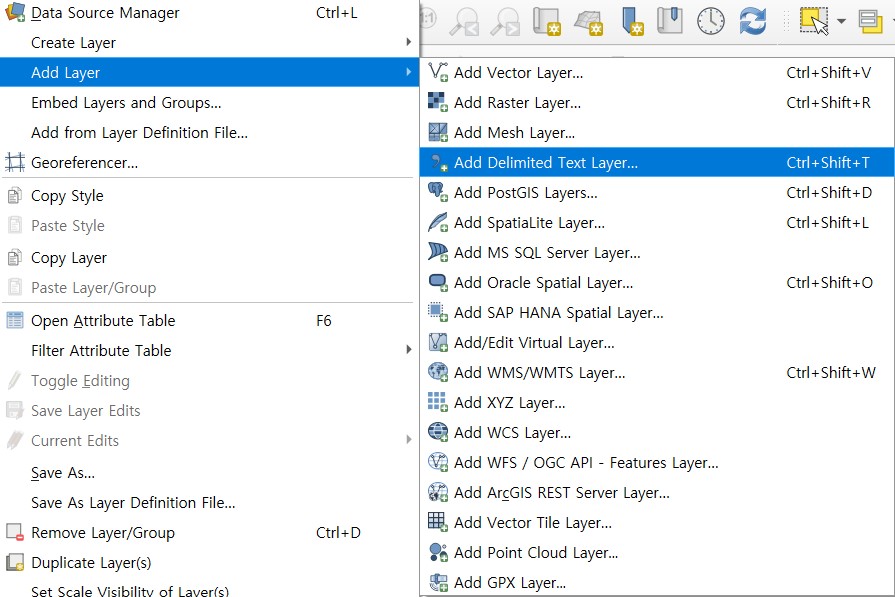 Data Source Manager Ctrl+L
Create Layer
Add Layer
Embed Layers and Groups...
Add from Layer Definition File...
Georeferencer...
Copy Style
Paste Style
Copy Layer
Paste Layer/Group
Open Attribute Table F6
Filter Attribute Table
Toggle Editing
Save Layer Edits
Current Edits
Save As...
Save As Layer Definition File...
Remove Layer/Group Ctrl+D
Duplicate Layer(s)
Set Scale Visibility of Layer(s)
1:1
Add Vector Layer... Ctrl+Shift+V
Add Raster Layer... Ctrl+Shift+R
Add Mesh Layer...
Add Delimited Text Layer... Ctrl+Shift+T
Add PostGIS Layers... Ctrl+Shift+D
Add SpatiaLite Layer... Ctrl+Shift+L
Add MS SQL Server Layer...
Add Oracle Spatial Layer... Ctrl+Shift+O
Add SAP HANA Spatial Layer...
Add/Edit Virtual Layer...
Add WMS/WMTS Layer... Ctrl+Shift+W
Add XYZ Layer...
Add WCS Layer...
Add WFS / OGC API - Features Layer...
Add ArcGIS REST Server Layer...
Add Vector Tile Layer...
Add Point Cloud Layer...
Add GPX Layer...